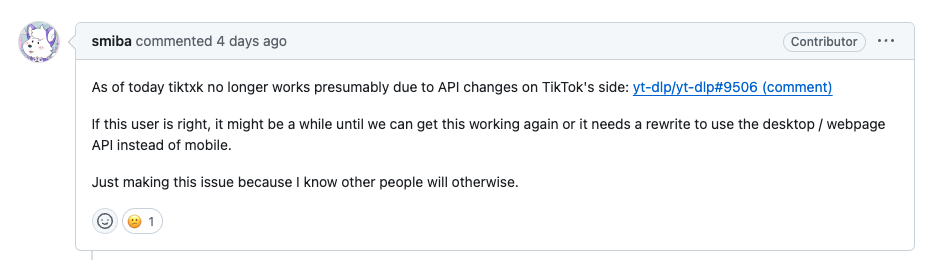 smiba commented 4 days ago
Contributor
As of today tiktxk no longer works presumably due to API changes on TikTok's side: yt-dlp/yt-dlp#9506 (comment)
If this user is right, it might be a while until we can get this working again or it needs a rewrite to use the desktop / webpage
API instead of mobile.
Just making this issue because I know other people will otherwise.
1